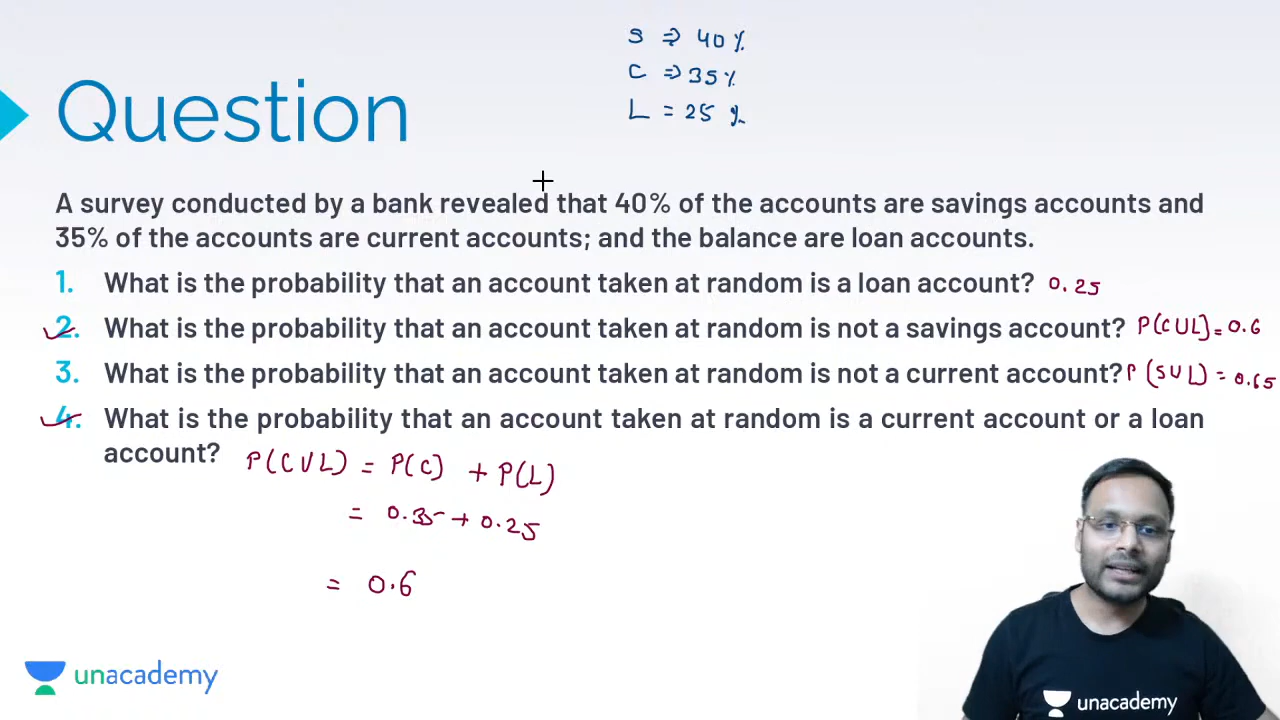 S ⇒ 40%
C ⇒ 35%
L = 25%
Question
A survey conducted by a bank revealed that 40% of the accounts are savings accounts and
35% of the accounts are current accounts; and the balance are loan accounts.
1. What is the probability that an account taken at random is a loan account? 0.25
2. What is the probability that an account taken at random is not a savings account? P(CUL)=0.6
3. What is the probability that an account taken at random is not a current account? P(SUL) = 0.65
4. What is the probability that an account taken at random is a current account or a loan
account? P(CUL) = P(C) + P(L)
= 0.35 + 0.25
= 0.6
unacademy
unacademy